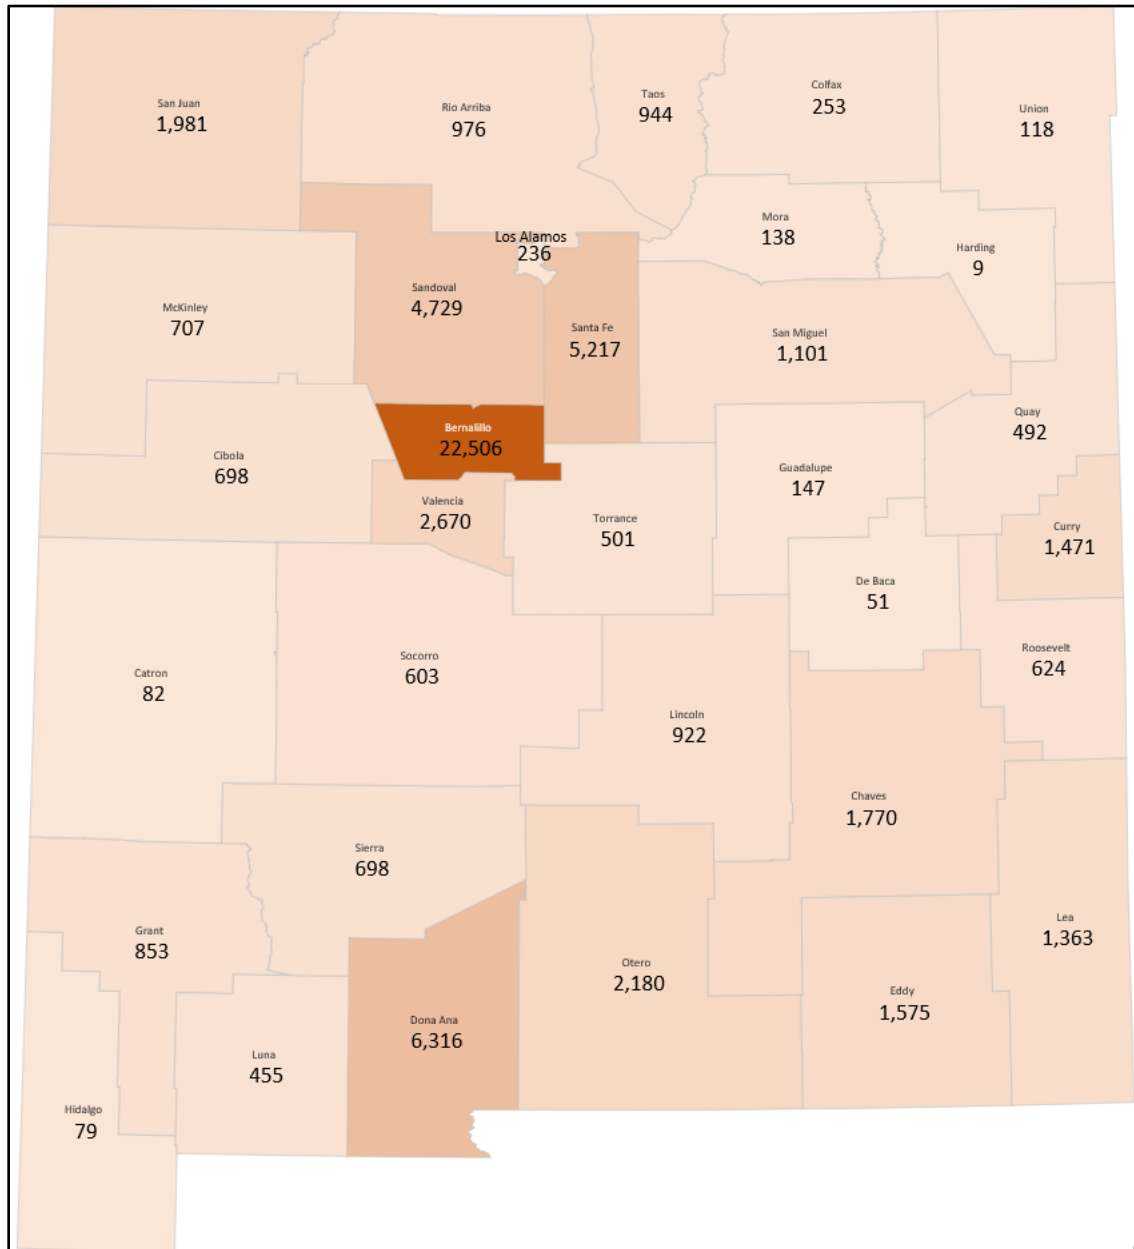 San Juan
1,981
Rio Arriba
976
Taos
944
Colfax
253
Union
118
Los Alamos
236
Mora
138
Harding
9
McKinley
707
Sandoval
4,729
Santa Fe
5,217
San Miguel
1,101
Quay
492
Bernalillo
22,506
Cibola
698
Valencia
2,670
Torrance
501
Guadalupe
147
Curry
1,471
De Baca
51
Catron
82
Socorro
603
Roosevelt
624
Lincoln
922
Chaves
1,770
Sierra
698
Grant
853
Lea
1,363
Otero
2,180
Eddy
1,575
Dona Ana
6,316
Luna
455
Hidalgo
79